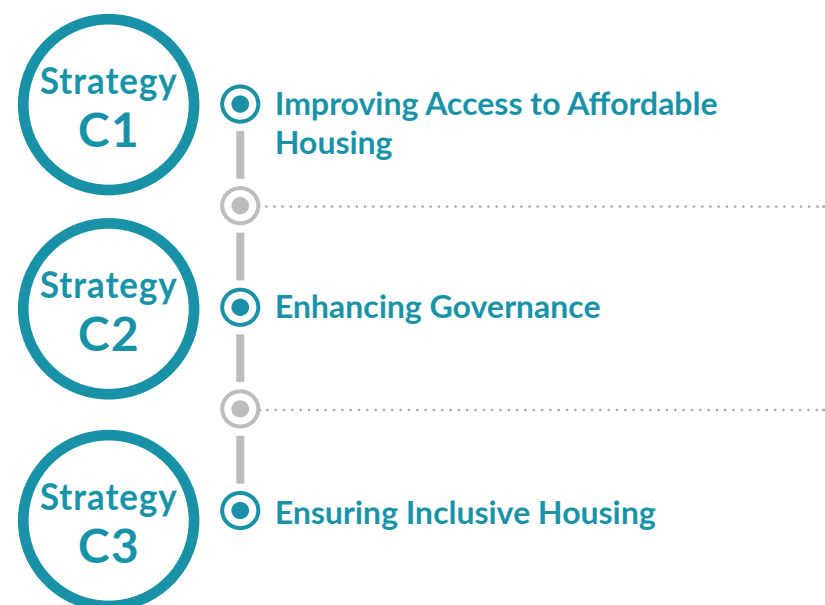 Strategy
C1
Improving Access to Affordable
Housing
Strategy
C2
Enhancing Governance
Strategy
C3
Ensuring Inclusive Housing